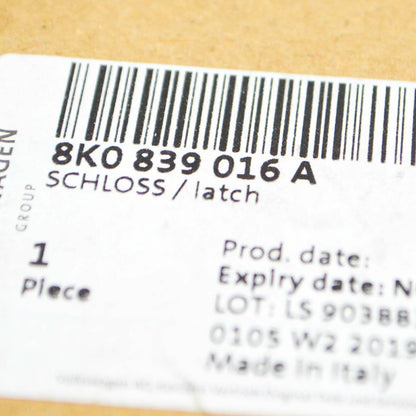 AGEN
GROUP
8K0 839 016 A
SCHLOSS / latch
1
Piece
Prod. date:
Expiry date: N
LOT: LS 90388
0105 W2 2019
Made in Italy